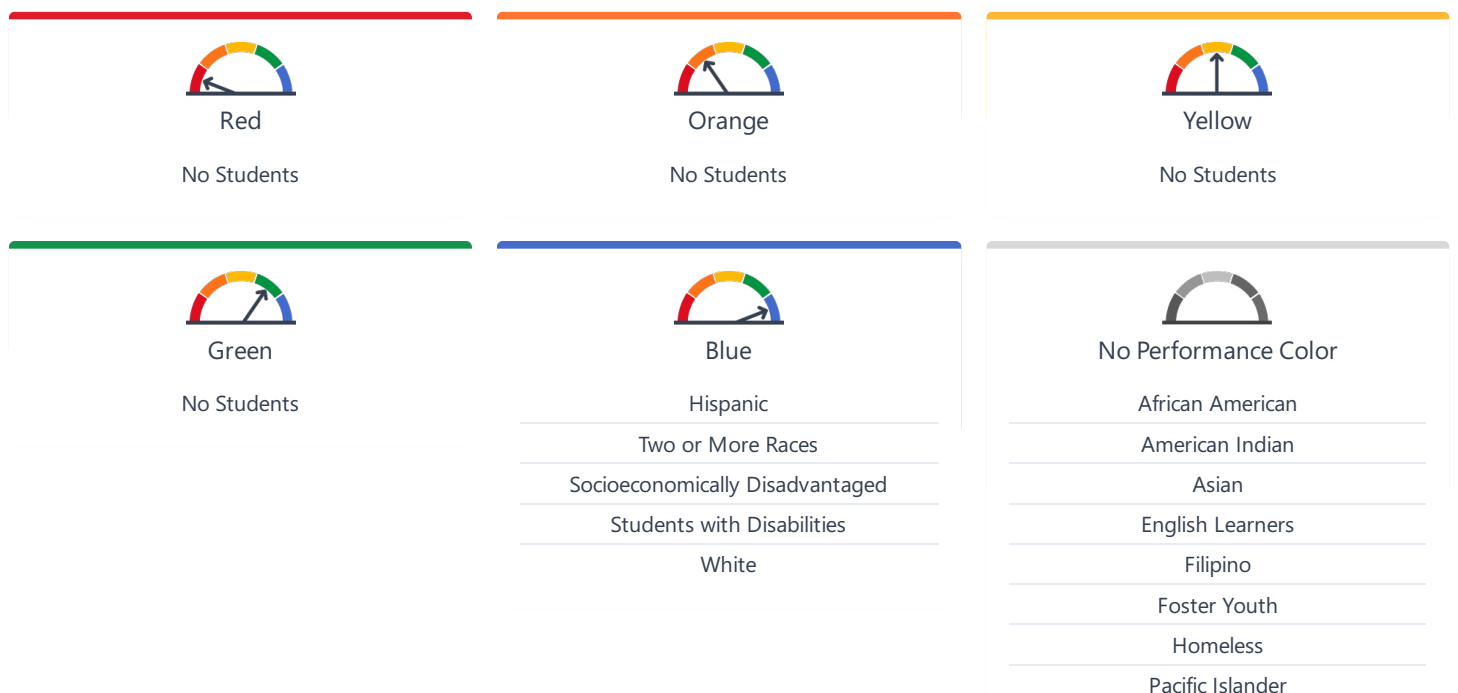 Red
No Students
Orange
No Students
Yellow
No Students
Green
No Students
Blue
Hispanic
Two or More Races
Socioeconomically Disadvantaged
Students with Disabilities
White
No Performance Color
African American
American Indian
Asian
English Learners
Filipino
Foster Youth
Homeless
Pacific Islander